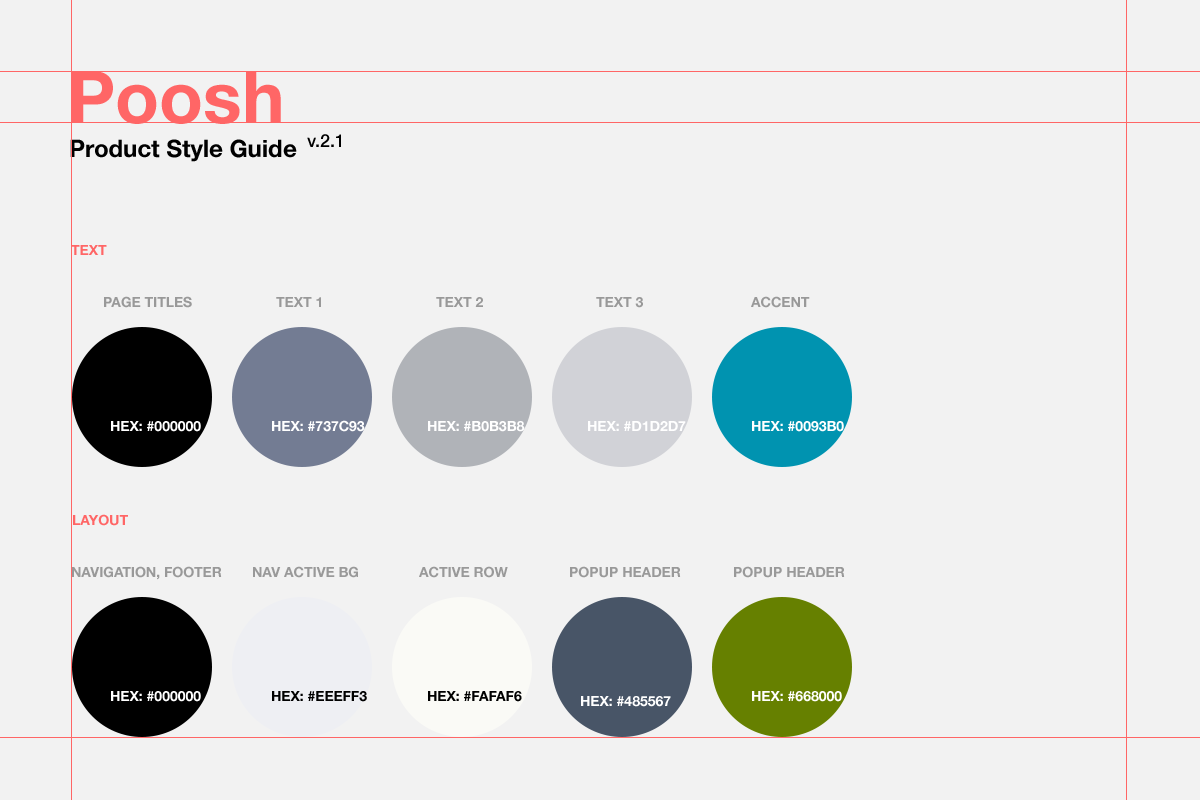 Poosh
Product Style Guide v.2.1
TEXT
PAGE TITLES TEXT 1 TEXT 2 TEXT 3 ACCENT
HEX: #000000 HEX: #737C93 HEX: #B0B3B8 HEX: #D1D2D7 HEX: #0093B0
LAYOUT
NAVIGATION, FOOTER NAV ACTIVE BG ACTIVE ROW POPUP HEADER POPUP HEADER
HEX: #000000 HEX: #EEEFF3 HEX: #FAFAF6 HEX: #485567 HEX: #668000